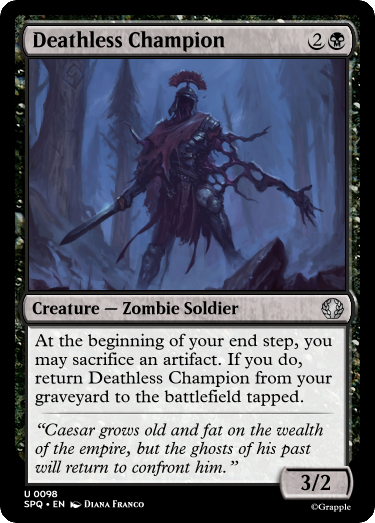 Deathless Champion 2
Creature — Zombie Soldier
At the beginning of your end step, you
may sacrifice an artifact. If you do,
return Deathless Champion from your
graveyard to the battlefield tapped.
“Caesar grows old and fat on the wealth
of the empire, but the ghosts of his past
will return to confront him.”
3/2
U 0098
SPQ • EN Diana Franco
©Grapple